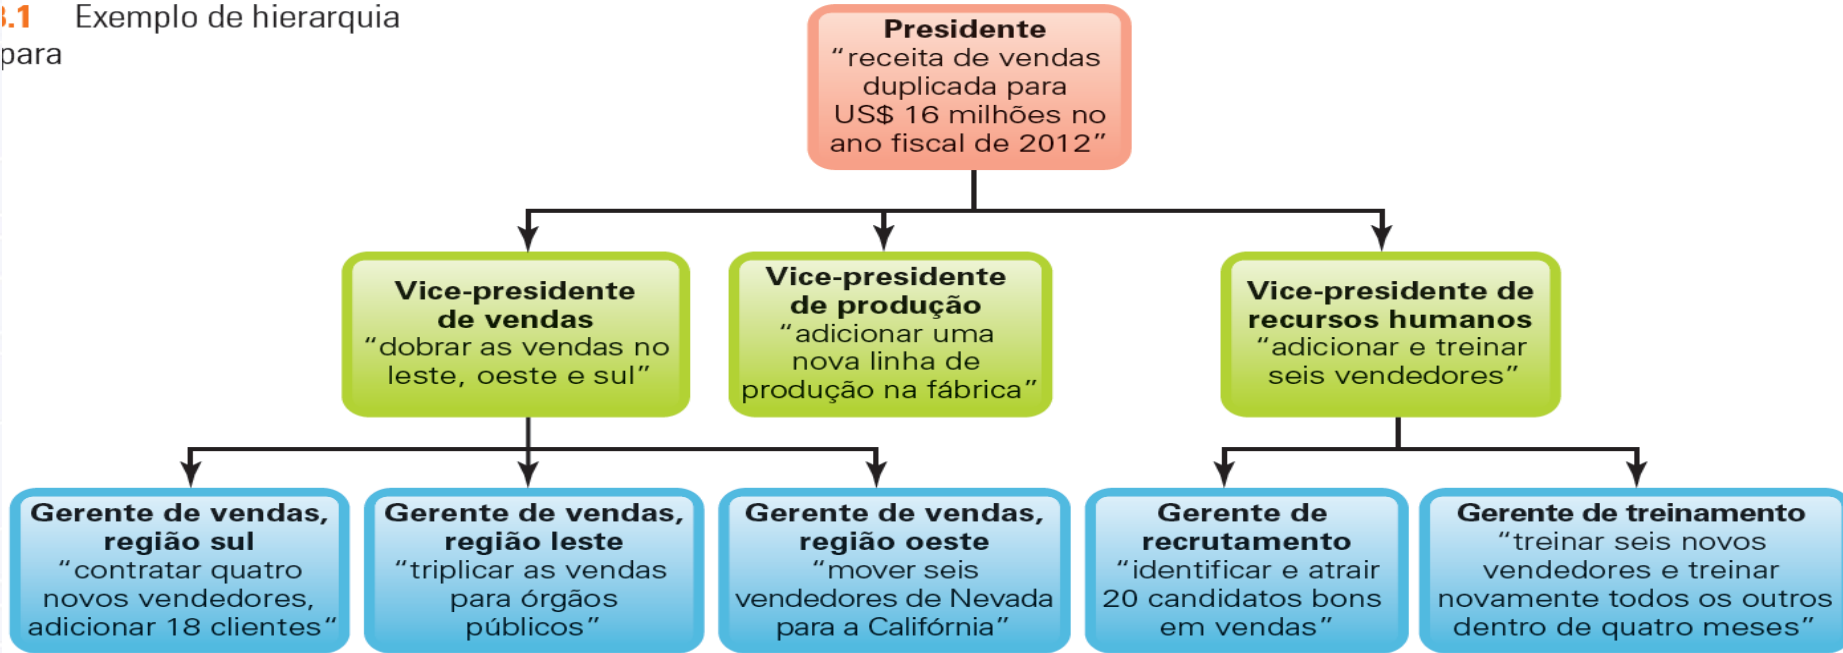 .1 Exemplo de hierarquia
para
Presidente
“receita de vendas
duplicada para
US$ 16 milhões no
ano fiscal de 2012”
Vice-presidente
de vendas
“dobrar as vendas no
leste, oeste e sul”
Vice-presidente
de produção
“adicionar uma
nova linha de
produção na fábrica”
Vice-presidente de
recursos humanos
“adicionar e treinar
seis vendedores”
Gerente de vendas,
região sul
“contratar quatro
novos vendedores,
adicionar 18 clientes“
Gerente de vendas,
região leste
“triplicar as vendas
para órgãos
públicos”
Gerente de vendas,
região oeste
“mover seis
vendedores de Nevada
para a Califórnia”
Gerente de
recrutamento
“identificar e atrair
20 candidatos bons
em vendas”
Gerente de treinamento
“treinar seis novos
vendedores e treinar
novamente todos os outros
dentro de quatro meses”